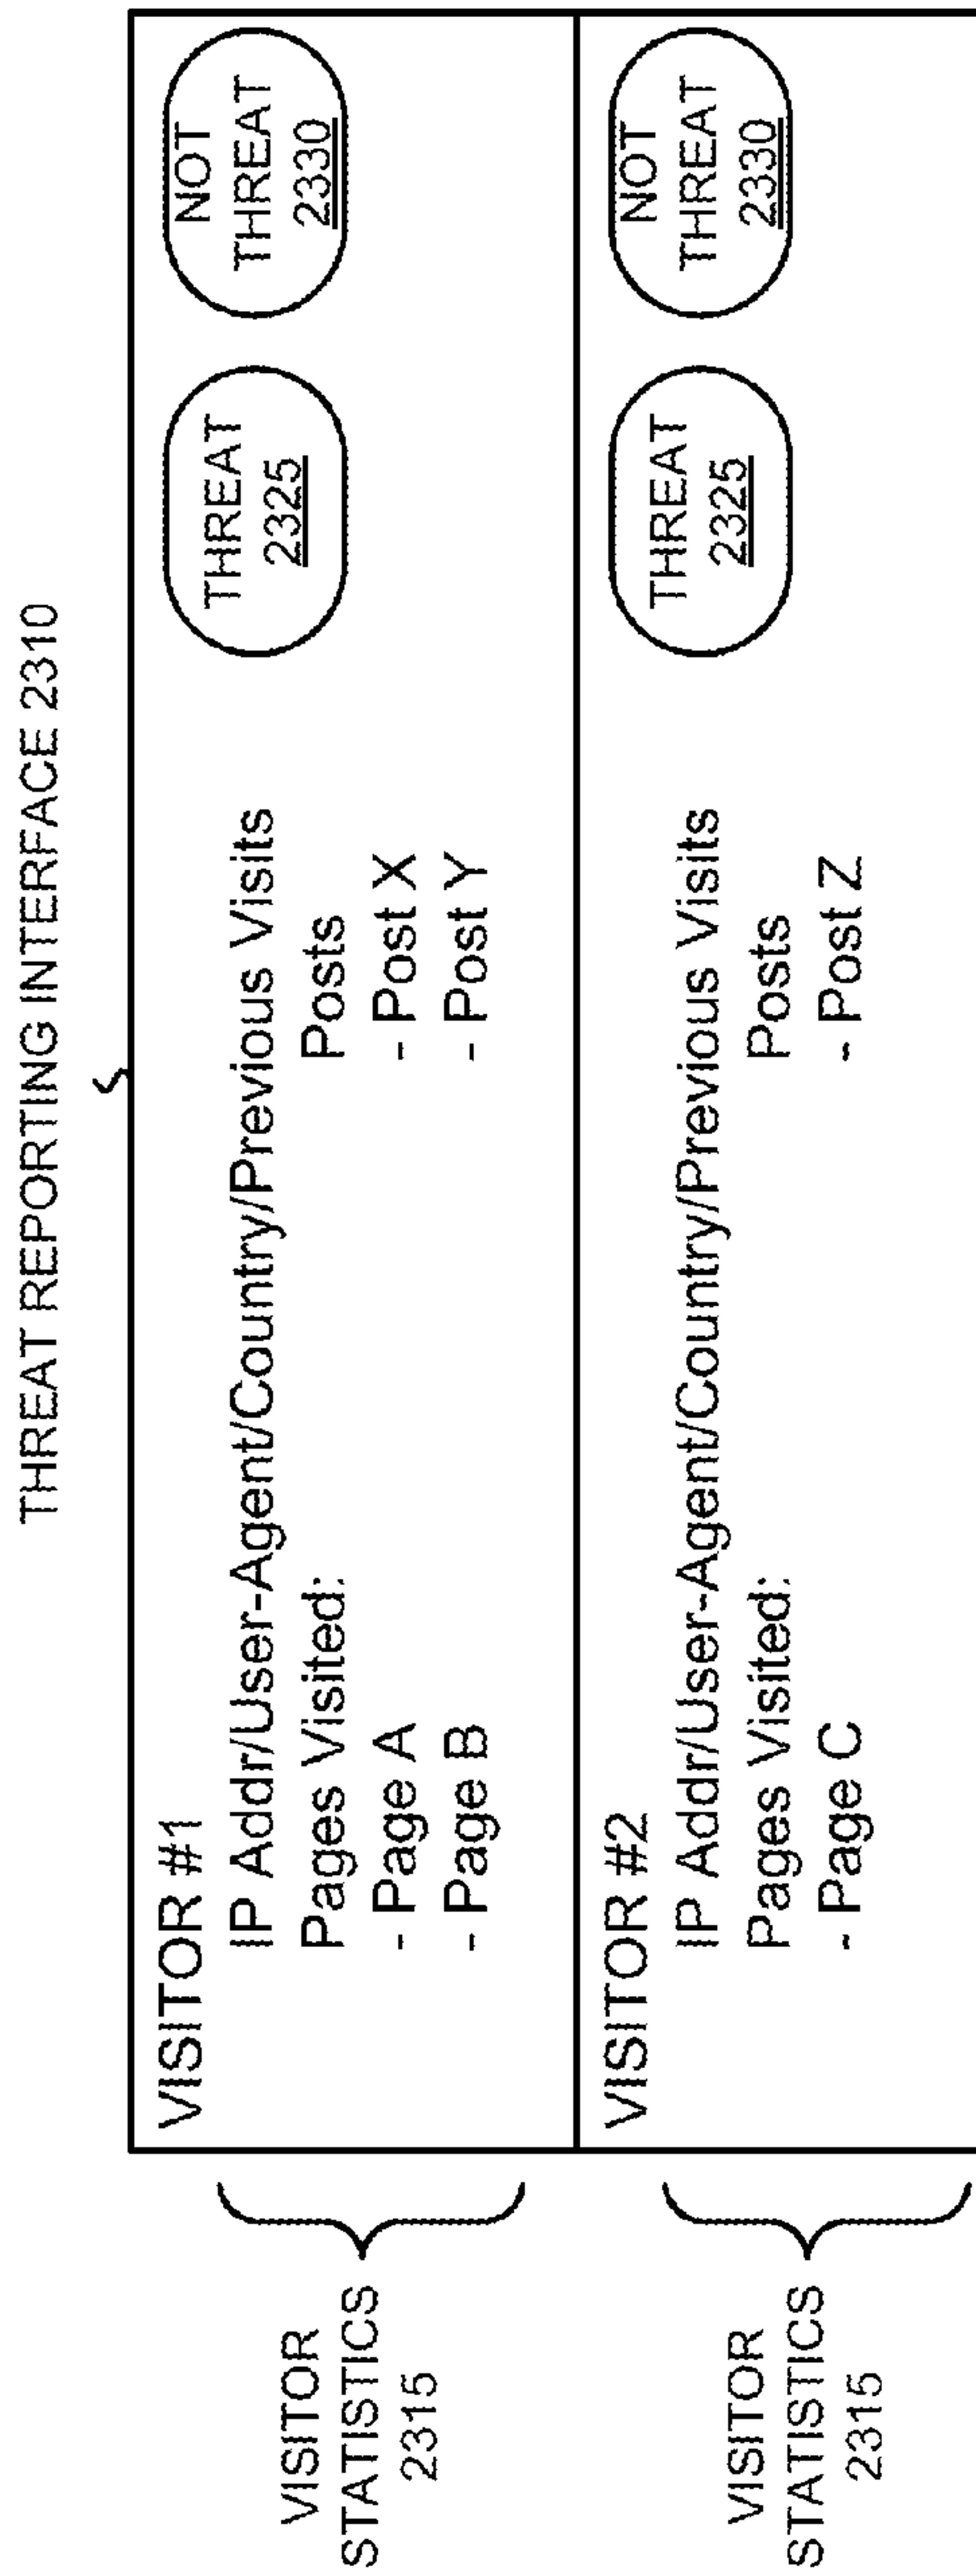 THREAT REPORTING INTERFACE 2310
VISITOR #1
IP Addr/User-Agent/Country/Previous Visits
Pages Visited:
- Page A
- Page B
Posts
- Post X
- Post Y
THREAT
2325
NOT
THREAT
2330
VISITOR
STATISTICS
2315
VISITOR #2
IP Addr/User-Agent/Country/Previous Visits
Pages Visited:
- Page C
Posts
- Post Z
THREAT
2325
NOT
THREAT
2330
VISITOR
STATISTICS
2315